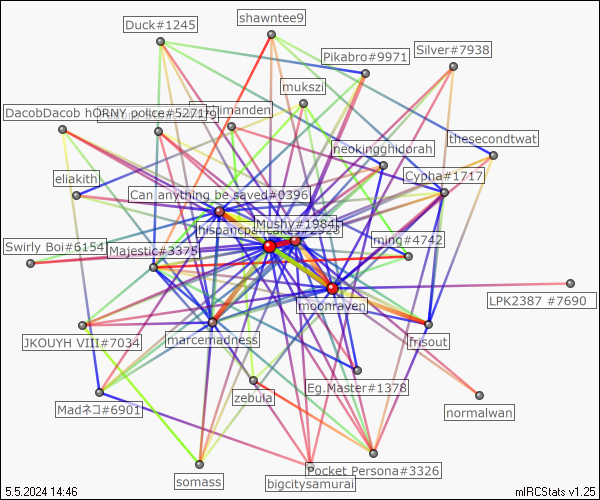 shawntee9
Duck#1245
Silver#7938
Pikabro#9971
mukszi
DacobDacob hORNY police#5271
limanden
thesecondtwat
neokingghidorah
eliakith
Cypha#1717
Can anything be saved#0396
Mushy#1984
hispancpancakes#2928
ming#4742
Swirly Boi#6154
Majestic#3375
LPK2387 #7690
moonraven
JKOUYH VIII#7034
marcemadness
frisout
Eg.Master#1378
zebula
Madネコ#6901
normalwan
Pocket Persona#3326
somass
bigcitysamurai
5.5.2024 14:46
mIRCStats v1.25